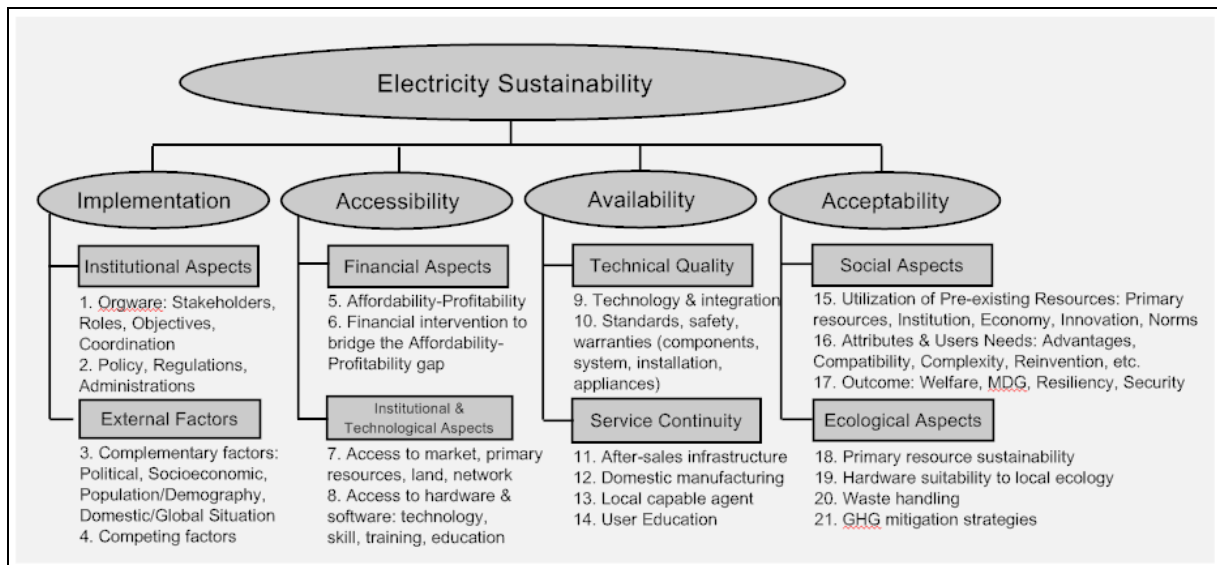 Electricity Sustainability
Implementation
Accessibility
Availability
Acceptability
Institutional Aspects
1. Orgware: Stakeholders,
Roles, Objectives,
Coordination
2. Policy, Regulations,
Administrations
External Factors
3. Complementary factors:
Political, Socioeconomic,
Population/Demography,
Domestic/Global Situation
4. Competing factors
Financial Aspects
5. Affordability-Profitability
6. Financial intervention to
bridge the Affordability-
Profitability gap
Institutional &
Technological Aspects
7. Access to market, primary
resources, land, network
8. Access to hardware &
software: technology,
skill, training, education
Technical Quality
9. Technology & integration
10. Standards, safety,
warranties (components,
system, installation,
appliances)
Service Continuity
11. After-sales infrastructure
12. Domestic manufacturing
13. Local capable agent
14. User Education
Social Aspects
15. Utilization of Pre-existing Resources: Primary
resources, Institution, Economy, Innovation, Norms
16. Attributes & Users Needs: Advantages,
Compatibility, Complexity, Reinvention, etc.
17. Outcome: Welfare, MDG, Resiliency, Security
Ecological Aspects
18. Primary resource sustainability
19. Hardware suitability to local ecology
20. Waste handling
21. GHG mitigation strategies